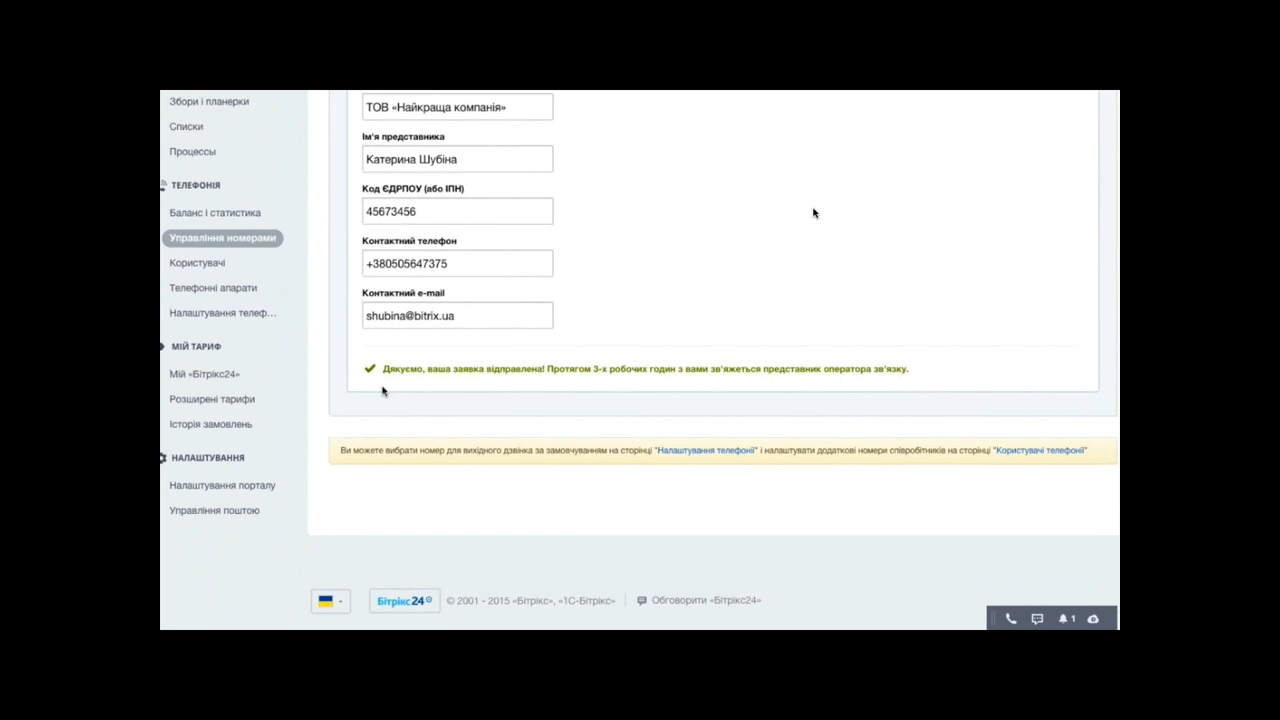 Збори і планерки
Списки
Процессы
ТЕЛЕФОНІЯ
Баланс і статистика
Управління номерами
Користувачі
Телефонні апарати
Налаштування телеф...
МІЙ ТАРИФ
Мій «Бітрікс24»
Розширені тарифи
Історія замовлень
НАЛАШТУВАННЯ
Налаштування порталу
Управління поштою
ТОВ «Найкраща компанія»
Ім'я представника
Катерина Шубіна
Код ЄДРПОУ (або ІПН)
45673456
Контактний телефон
+380505647375
Контактний e-mail
shubina@bitrix.ua
Дякуємо, ваша заявка відправлена! Протягом 3-х робочих годин з вами зв'яжеться представник оператора зв'язку.
Ви можете вибрати номер для вихідного дзвінка за замовчуванням на сторінці "Налаштування телефонії" і налаштувати додаткові номери співробітників на сторінці "Користувачі телефонії"
Бітрікс24 © 2001 - 2015 «Бітрікс», «1С-Бітрікс» Обговорити «Бітрікс24»
1